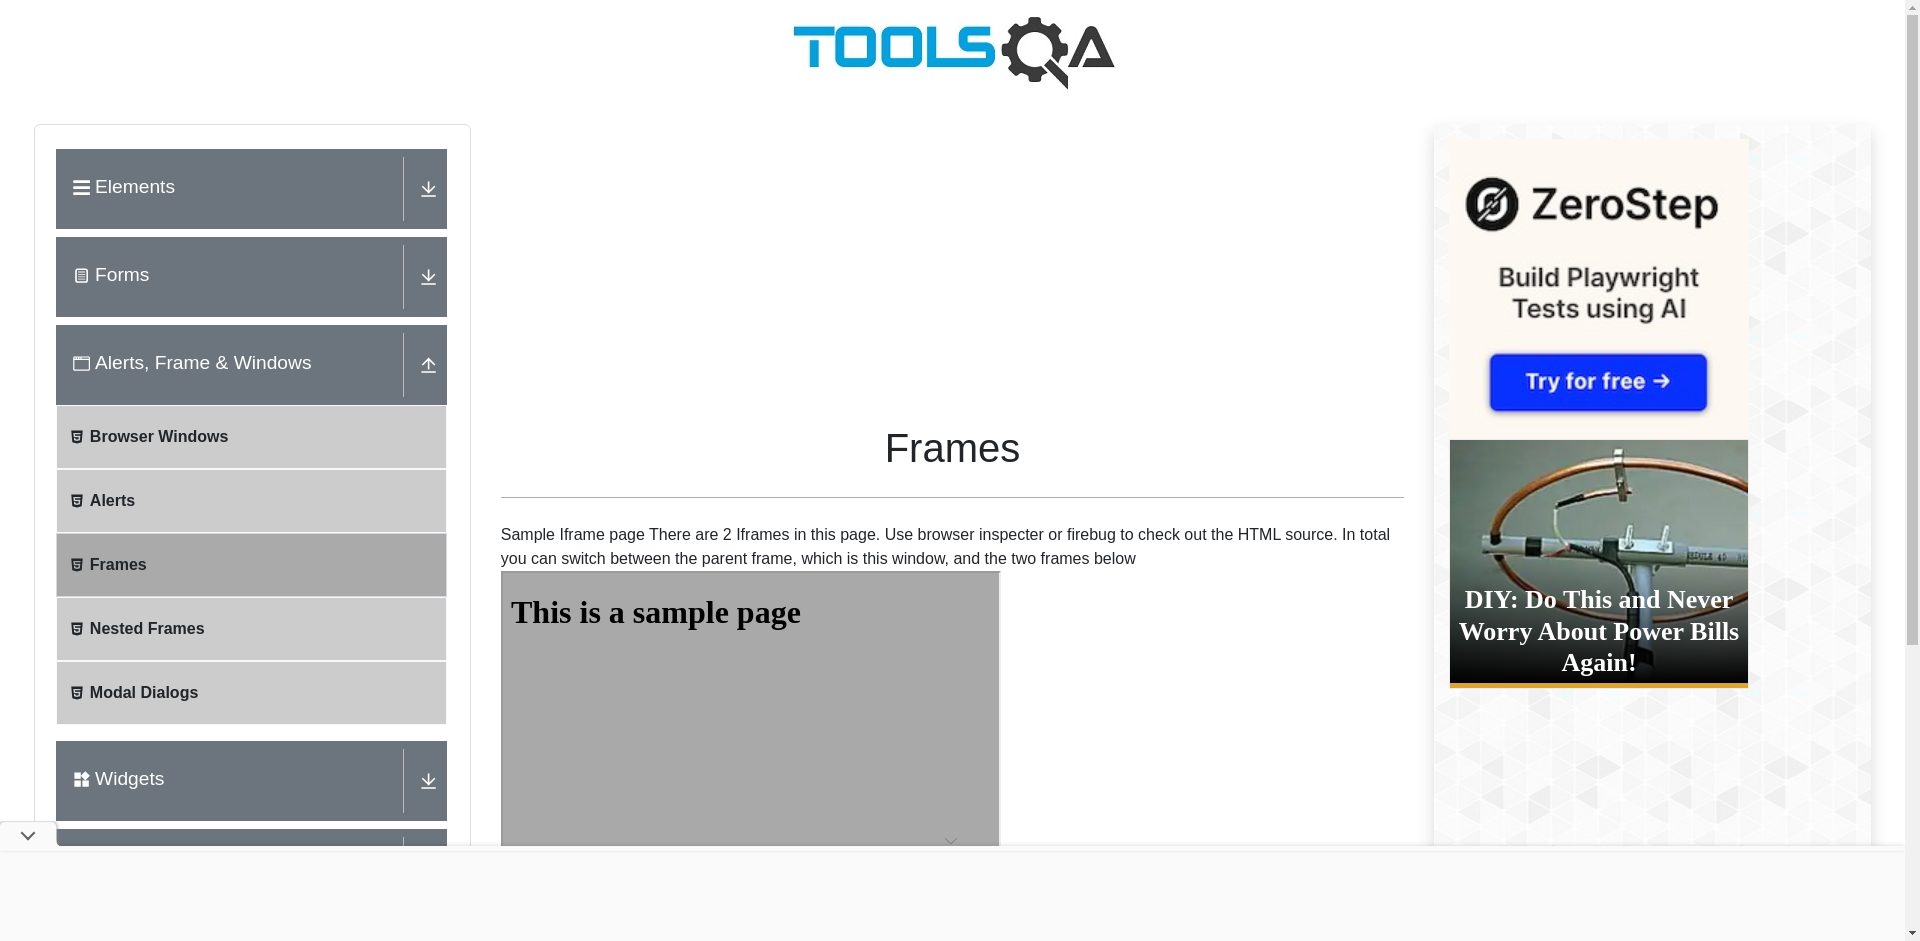 TOOLSQA
Elements
Forms
Alerts, Frame & Windows
Browser Windows
Alerts
Frames
Nested Frames
Modal Dialogs
Widgets
Frames
Sample Iframe page There are 2 Iframes in this page. Use browser inspecter or firebug to check out the HTML source. In total
you can switch between the parent frame, which is this window, and the two frames below
This is a sample page
ZeroStep
Build Playwright
Tests using AI
Try for free →
DIY: Do This and Never
Worry About Power Bills
Again!